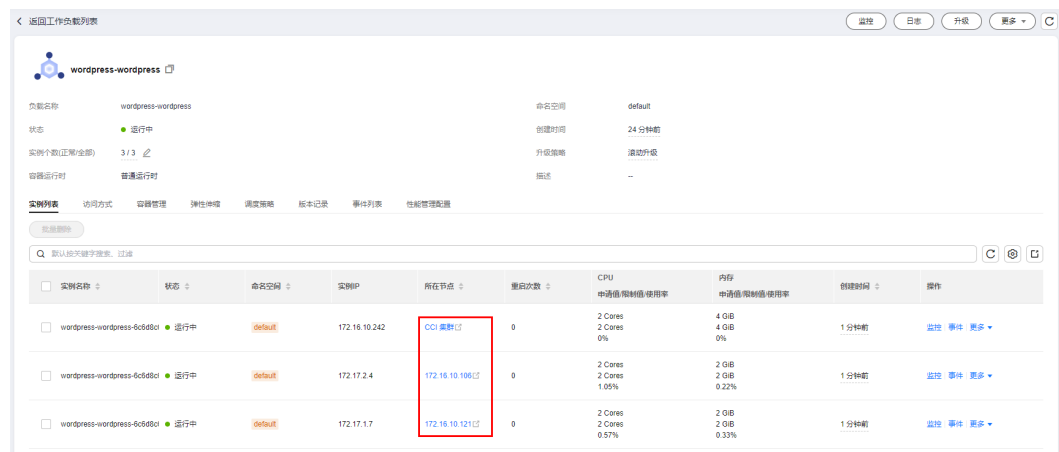 返回工作负载列表 监控 日志 升级 更多
wordpress-wordpress
负载名称 wordpress-wordpress 命名空间 default
状态 运行中 创建时间 24 分钟前
实例个数(正常/全部) 3 / 3 升级策略 滚动升级
容器运行时 普通运行时 描述 --
实例列表 访问方式 容器管理 弹性伸缩 调度策略 版本记录 事件列表 性能管理配置
批量删除
默认按关键字搜索、过滤
实例名称 状态 命名空间 实例IP 所在节点 重启次数 CPU 申请值/限制值/使用率 内存 申请值/限制值/使用率 创建时间 操作
wordpress-wordpress-6c6d8cf 运行中 default 172.16.10.242 CCI 集群 0 2 Cores 2 Cores 0% 4 GiB 4 GiB 0% 1 分钟前 监控 事件 更多
wordpress-wordpress-6c6d8cf 运行中 default 172.17.2.4 172.16.10.106 0 2 Cores 2 Cores 1.05% 2 GiB 2 GiB 0.22% 1 分钟前 监控 事件 更多
wordpress-wordpress-6c6d8cf 运行中 default 172.17.1.7 172.16.10.121 0 2 Cores 2 Cores 0.57% 2 GiB 2 GiB 0.33% 1 分钟前 监控 事件 更多